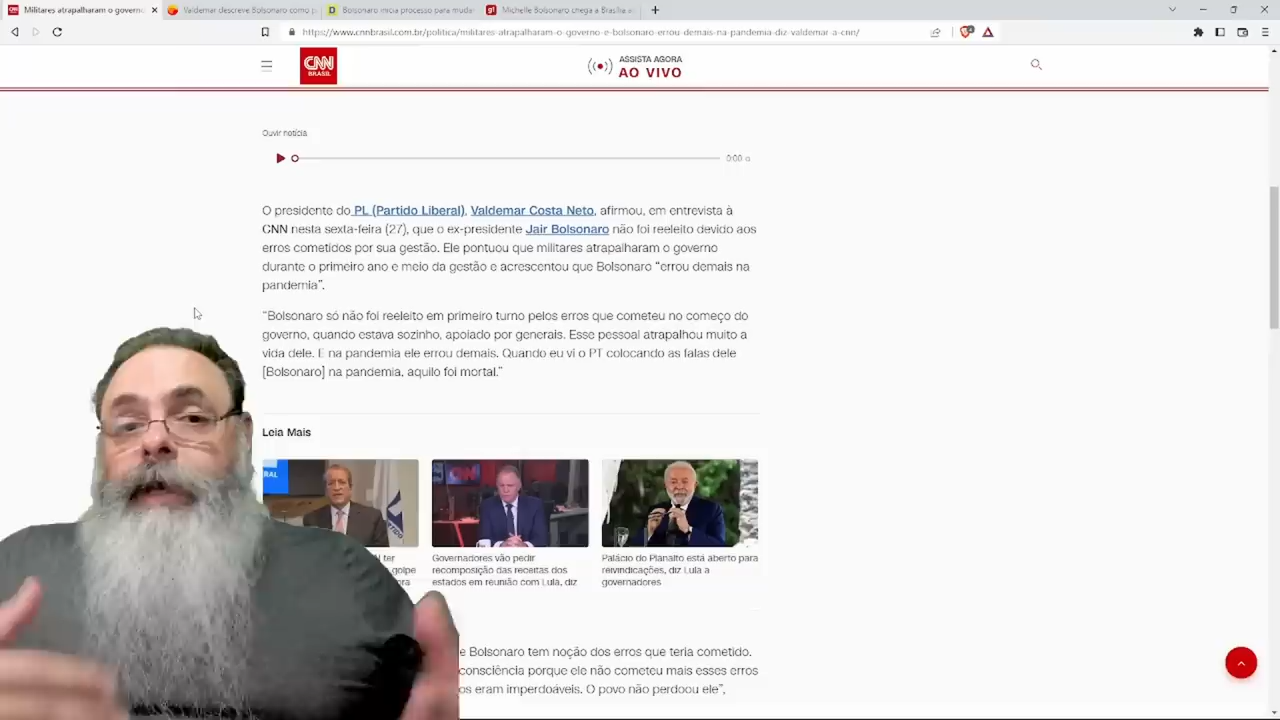 Militares atrapalharam o governo
Valdemar descreve Bolsonaro como
Bolsonaro inicia processo para muda
Michelle Bolsonaro chega a Brasília
https://www.cnnbrasil.com.br/politica/militares-atrapalharam-o-governo-e-bolsonaro-errou-demais-na-pandemia-diz-valdemar-a-cnn/
CNN
BRASIL
ASSISTA AGORA
AO VIVO
Ouvir notícia
0:00
O presidente do PL (Partido Liberal), Valdemar Costa Neto, afirmou, em entrevista à
CNN nesta sexta-feira (27), que o ex-presidente Jair Bolsonaro não foi reeleito devido aos
erros cometidos por sua gestão. Ele pontuou que militares atrapalharam o governo
durante o primeiro ano e meio da gestão e acrescentou que Bolsonaro “errou demais na
pandemia”.
“Bolsonaro só não foi reeleito em primeiro turno pelos erros que cometeu no começo do
governo, quando estava sozinho, apoiado por generais. Esse pessoal atrapalhou muito a
vida dele. E na pandemia ele errou demais. Quando eu vi o PT colocando as falas dele
[Bolsonaro] na pandemia, aquilo foi mortal.”
Leia Mais
ter
golpe
ora
Governadores vão pedir
recomposição das receitas dos
estados em reunião com Lula, diz
Palácio do Planalto está aberto para
reivindicações, diz Lula a
governadores
e Bolsonaro tem noção dos erros que teria cometido.
consciência porque ele não cometeu mais esses erros
os eram imperdoáveis. O povo não perdoou ele”,